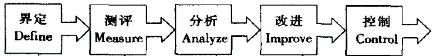 界定
Define
测评
Measure
分析
Analyze
改进
Improve
控制
Control